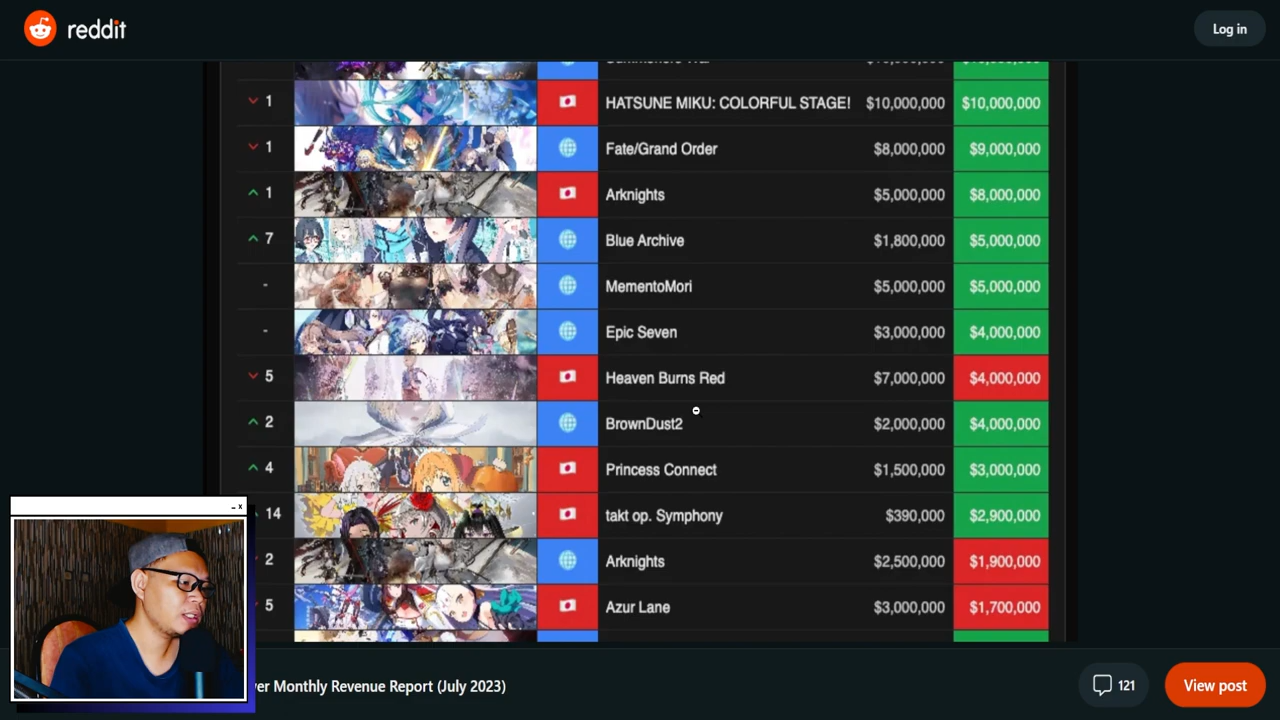 reddit
Log in
1 HATSUNE MIKU: COLORFUL STAGE! $10,000,000 $10,000,000
1 Fate/Grand Order $8,000,000 $9,000,000
1 Arknights $5,000,000 $8,000,000
7 Blue Archive $1,800,000 $5,000,000
- MementoMori $5,000,000 $5,000,000
- Epic Seven $3,000,000 $4,000,000
5 Heaven Burns Red $7,000,000 $4,000,000
2 BrownDust2 $2,000,000 $4,000,000
4 Princess Connect $1,500,000 $3,000,000
14 takt op. Symphony $390,000 $2,900,000
2 Arknights $2,500,000 $1,900,000
5 Azur Lane $3,000,000 $1,700,000
Monthly Revenue Report (July 2023)
121
View post